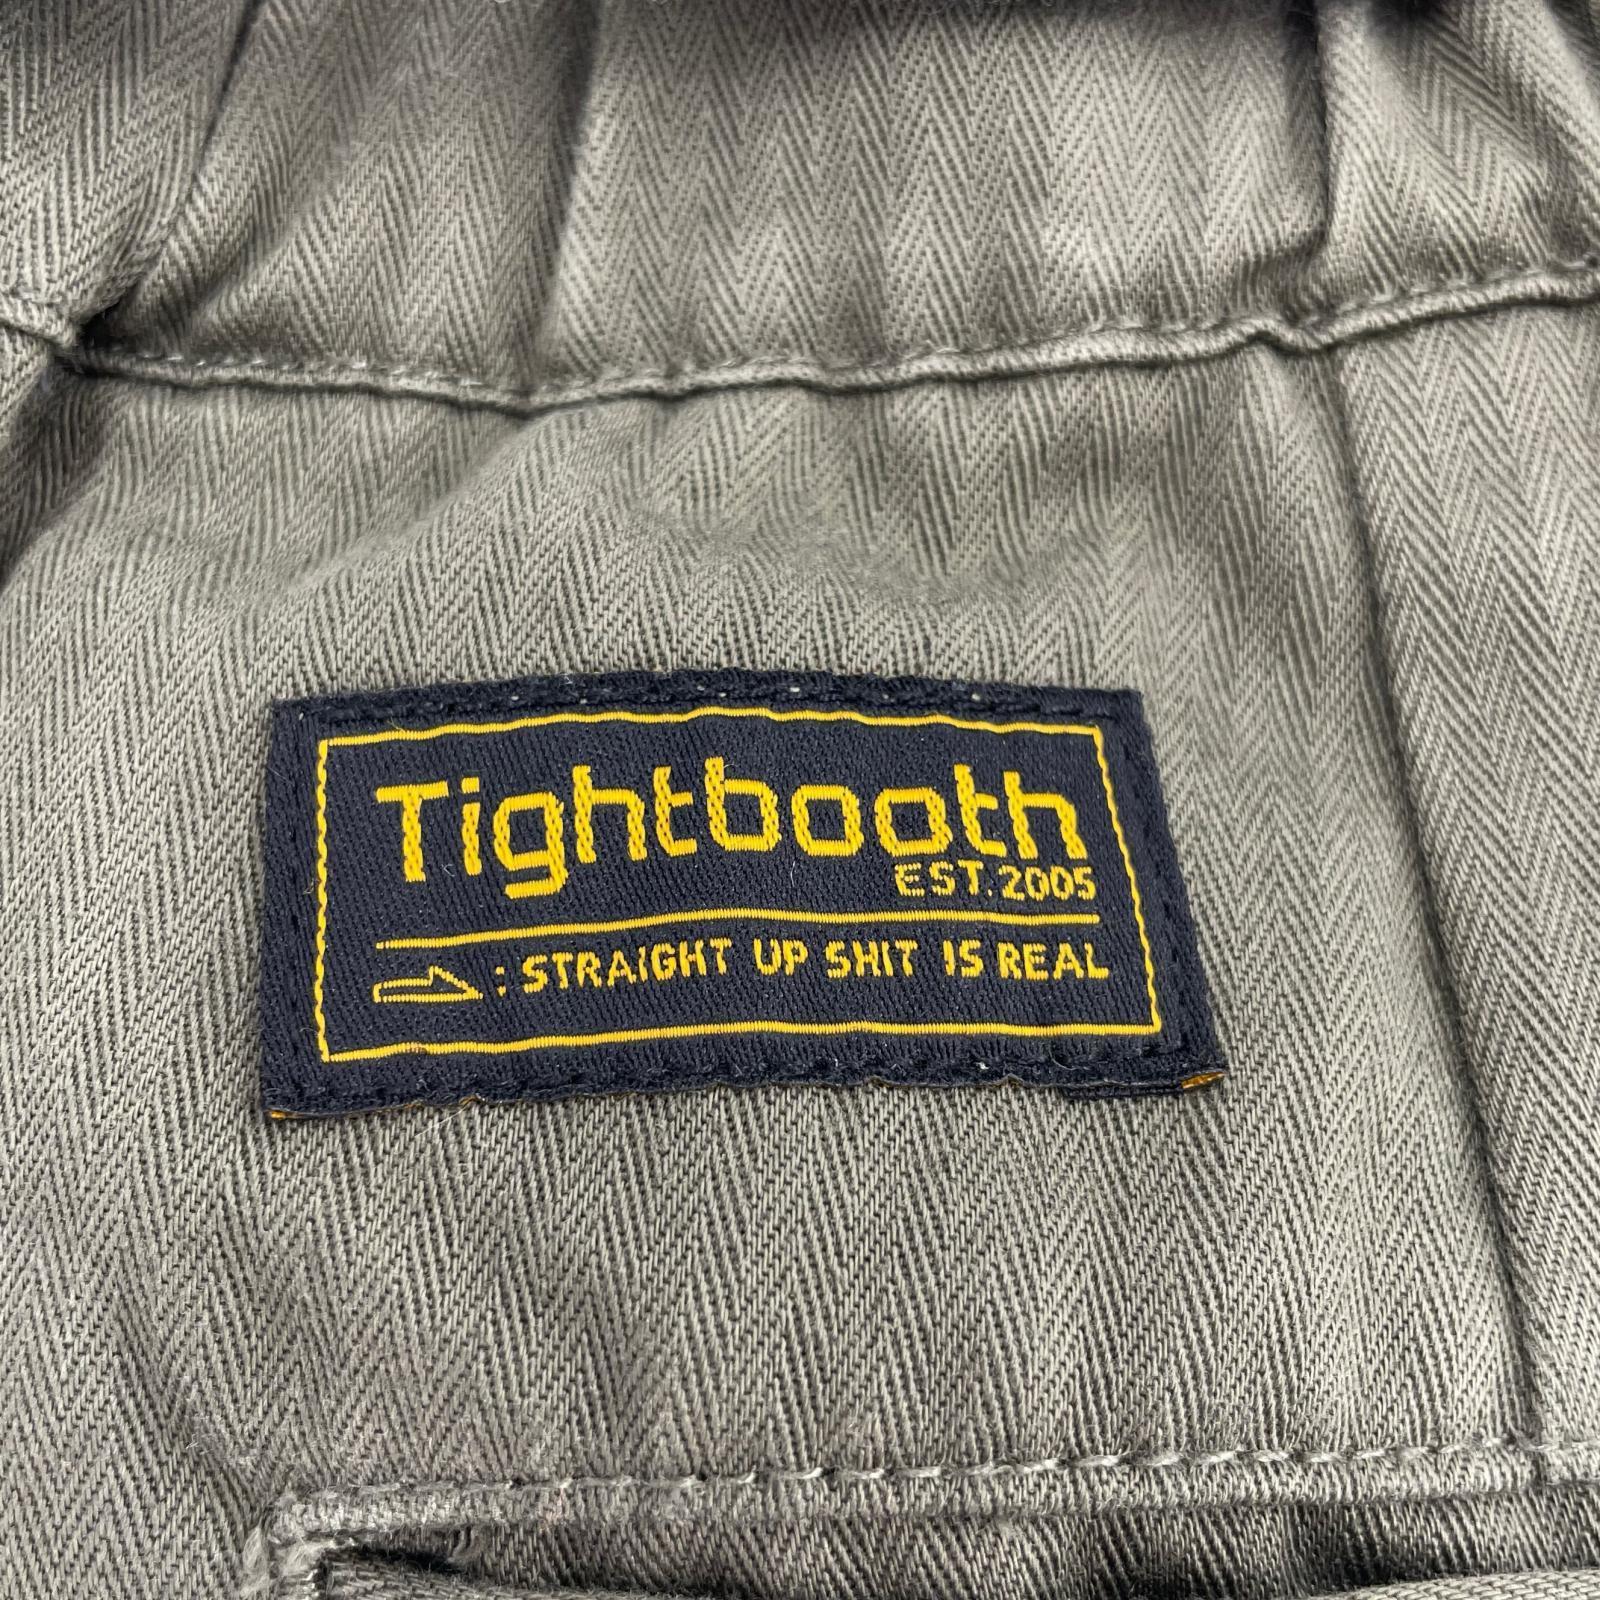 Tightbooth
EST.2005
: STRAIGHT UP SHIT IS REAL